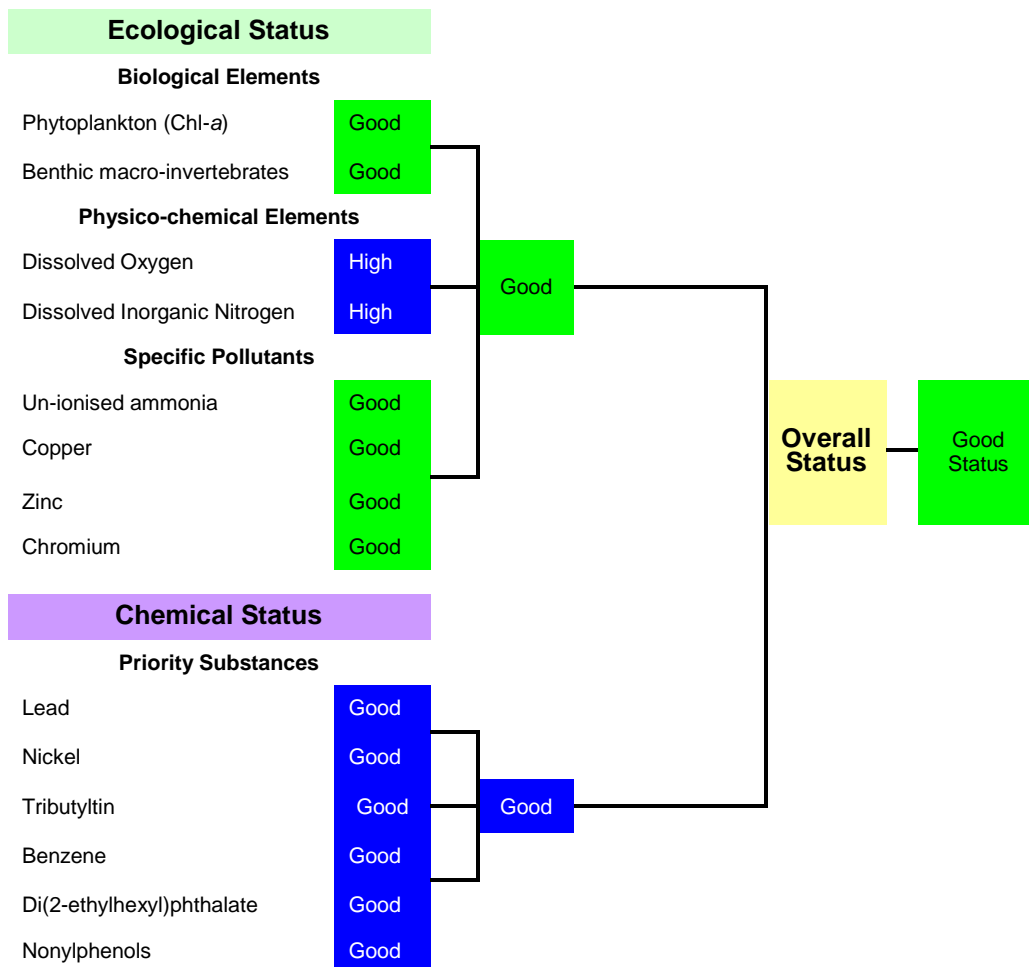 Ecological Status
Biological Elements
Phytoplankton (Chl-a) Good
Benthic macro-invertebrates Good
Physico-chemical Elements
Dissolved Oxygen High
Dissolved Inorganic Nitrogen High
Good
Specific Pollutants
Un-ionised ammonia Good
Copper Good
Zinc Good
Chromium Good
Overall
Status
Good
Status
Chemical Status
Priority Substances
Lead Good
Nickel Good
Tributyltin Good
Good
Benzene Good
Di(2-ethylhexyl)phthalate Good
Nonylphenols Good